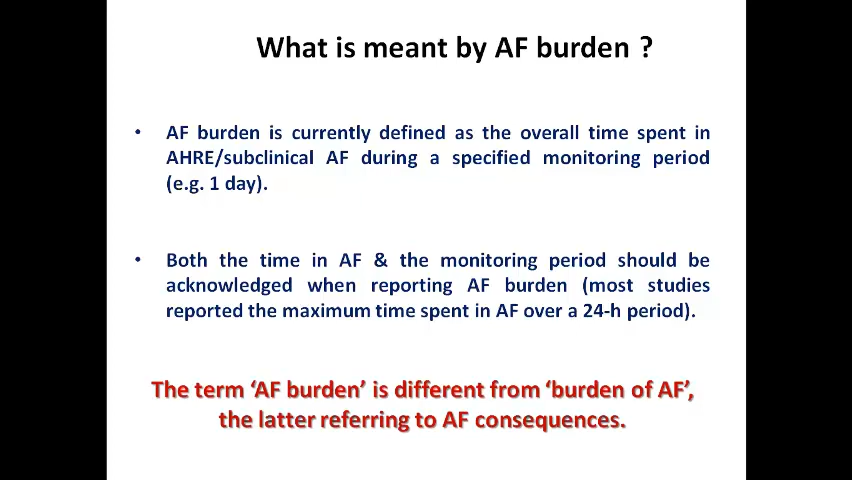 What is meant by AF burden ?
• AF burden is currently defined as the overall time spent in
AHRE/subclinical AF during a specified monitoring period
(e.g. 1 day).
• Both the time in AF & the monitoring period should be
acknowledged when reporting AF burden (most studies
reported the maximum time spent in AF over a 24-h period).
The term ‘AF burden’ is different from ‘burden of AF’,
the latter referring to AF consequences.